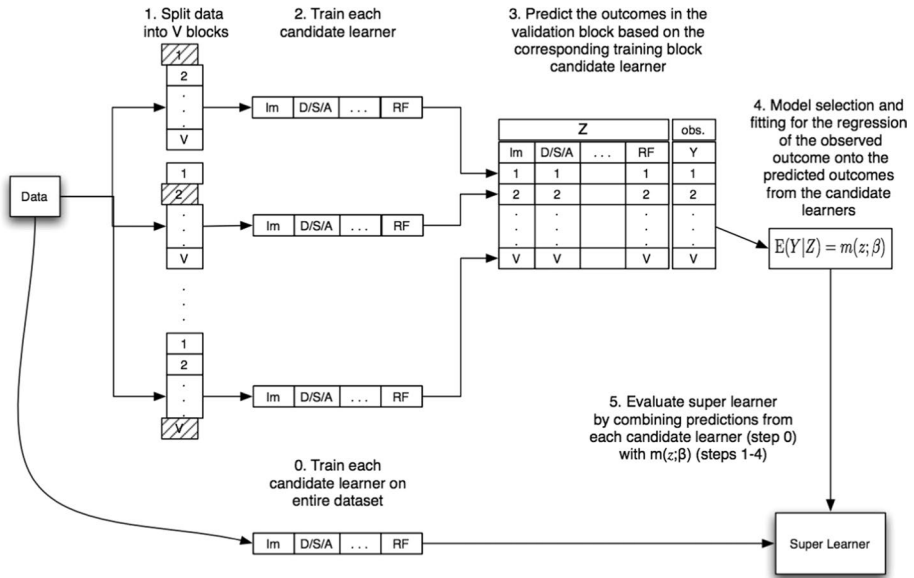 1. Split data
into V blocks
2. Train each
candidate learner
3. Predict the outcomes in the
validation block based on the
corresponding training block
candidate learner
1
2
.
.
.
V
lm D/S/A . . . RF
4. Model selection and
fitting for the regression
of the observed
outcome onto the
predicted outcomes
from the candidate
learners
Z obs.
lm D/S/A . . . RF Y
1 1 1 1
2 2 2 2
. . . .
. . . .
. . . .
V V V V
Data
1
2
.
.
.
V
lm D/S/A . . . RF
E(Y|Z) = m(z;β)
.
.
.
1
2
.
.
.
V
lm D/S/A . . . RF
5. Evaluate super learner
by combining predictions from
each candidate learner (step 0)
with m(z;β) (steps 1-4)
0. Train each
candidate learner on
entire dataset
lm D/S/A . . . RF
Super Learner